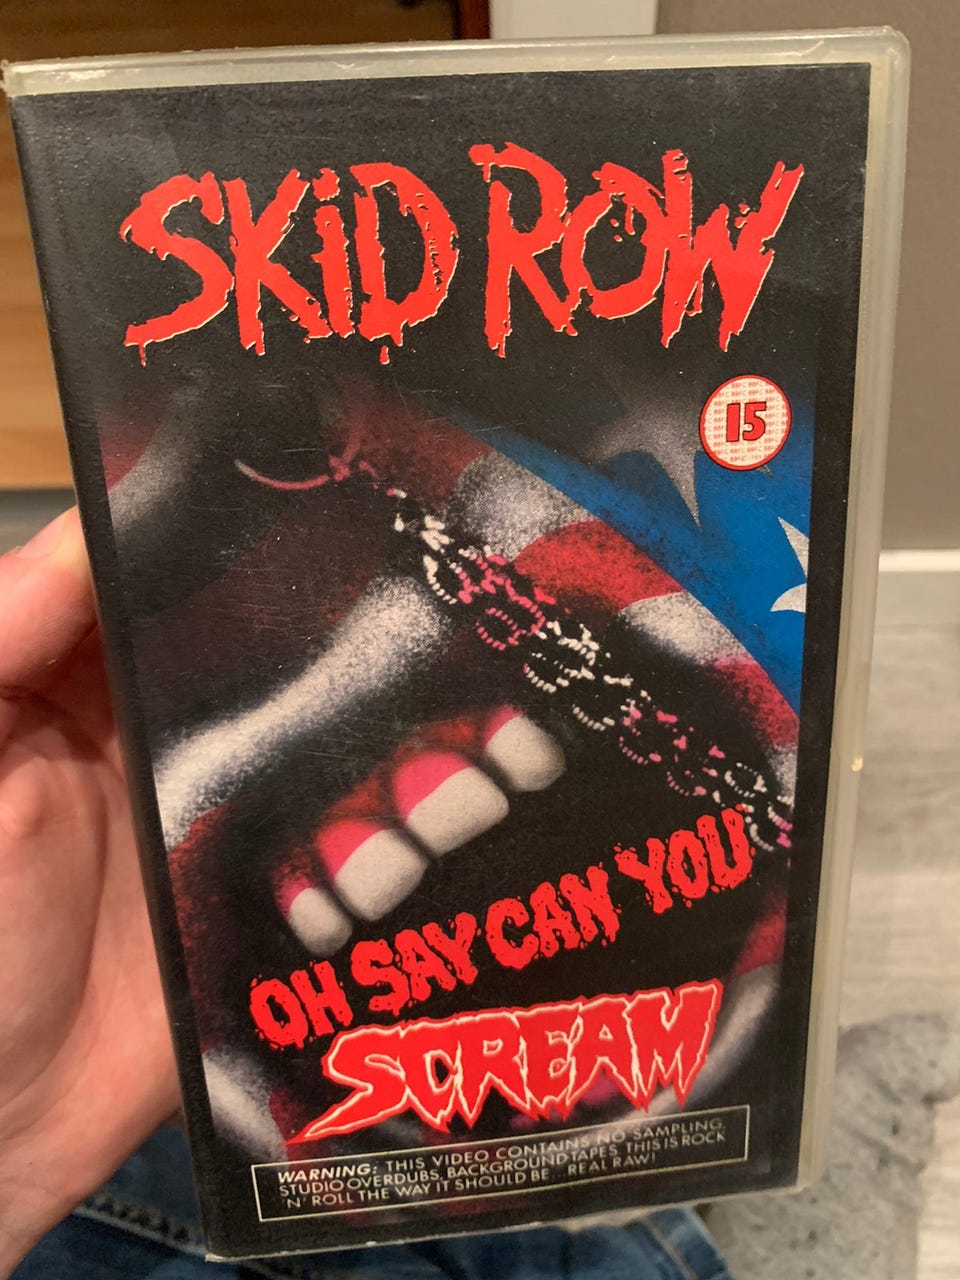 SKiD ROW
15
OH SAY CAN YOU
SCREAM
WARNING: THIS VIDEO CONTAINS NO SAMPLING,
STUDIO OVERDUBS, BACKGROUND TAPES, THIS IS ROCK
'N' ROLL THE WAY IT SHOULD BE... REAL RAW!